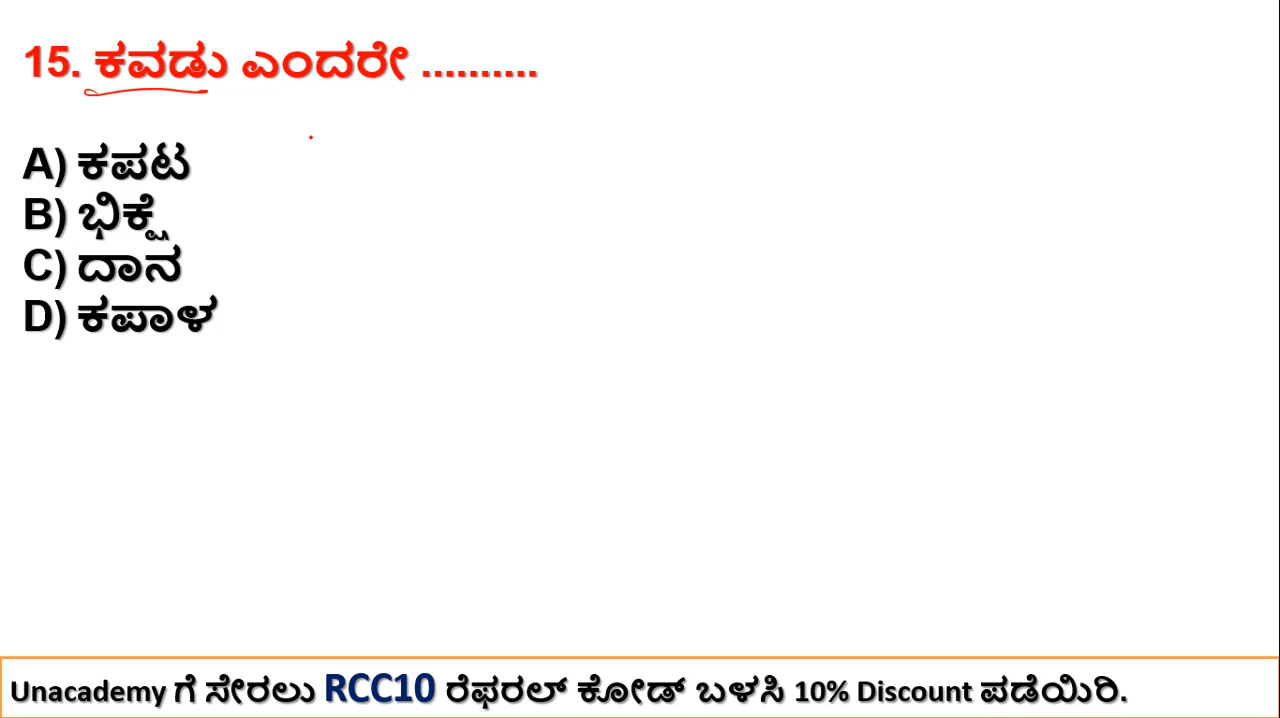 15. ಕವಡು ಎಂದರೇ ..........
A) ಕಪಟ
B) ಭಿಕ್ಷೆ
C) ದಾನ
D) ಕಪಾಳ
Unacademy ಗೆ ಸೇರಲು RCC10 ರೆಫರಲ್ ಕೋಡ್ ಬಳಸಿ 10% Discount ಪಡೆಯಿರಿ.